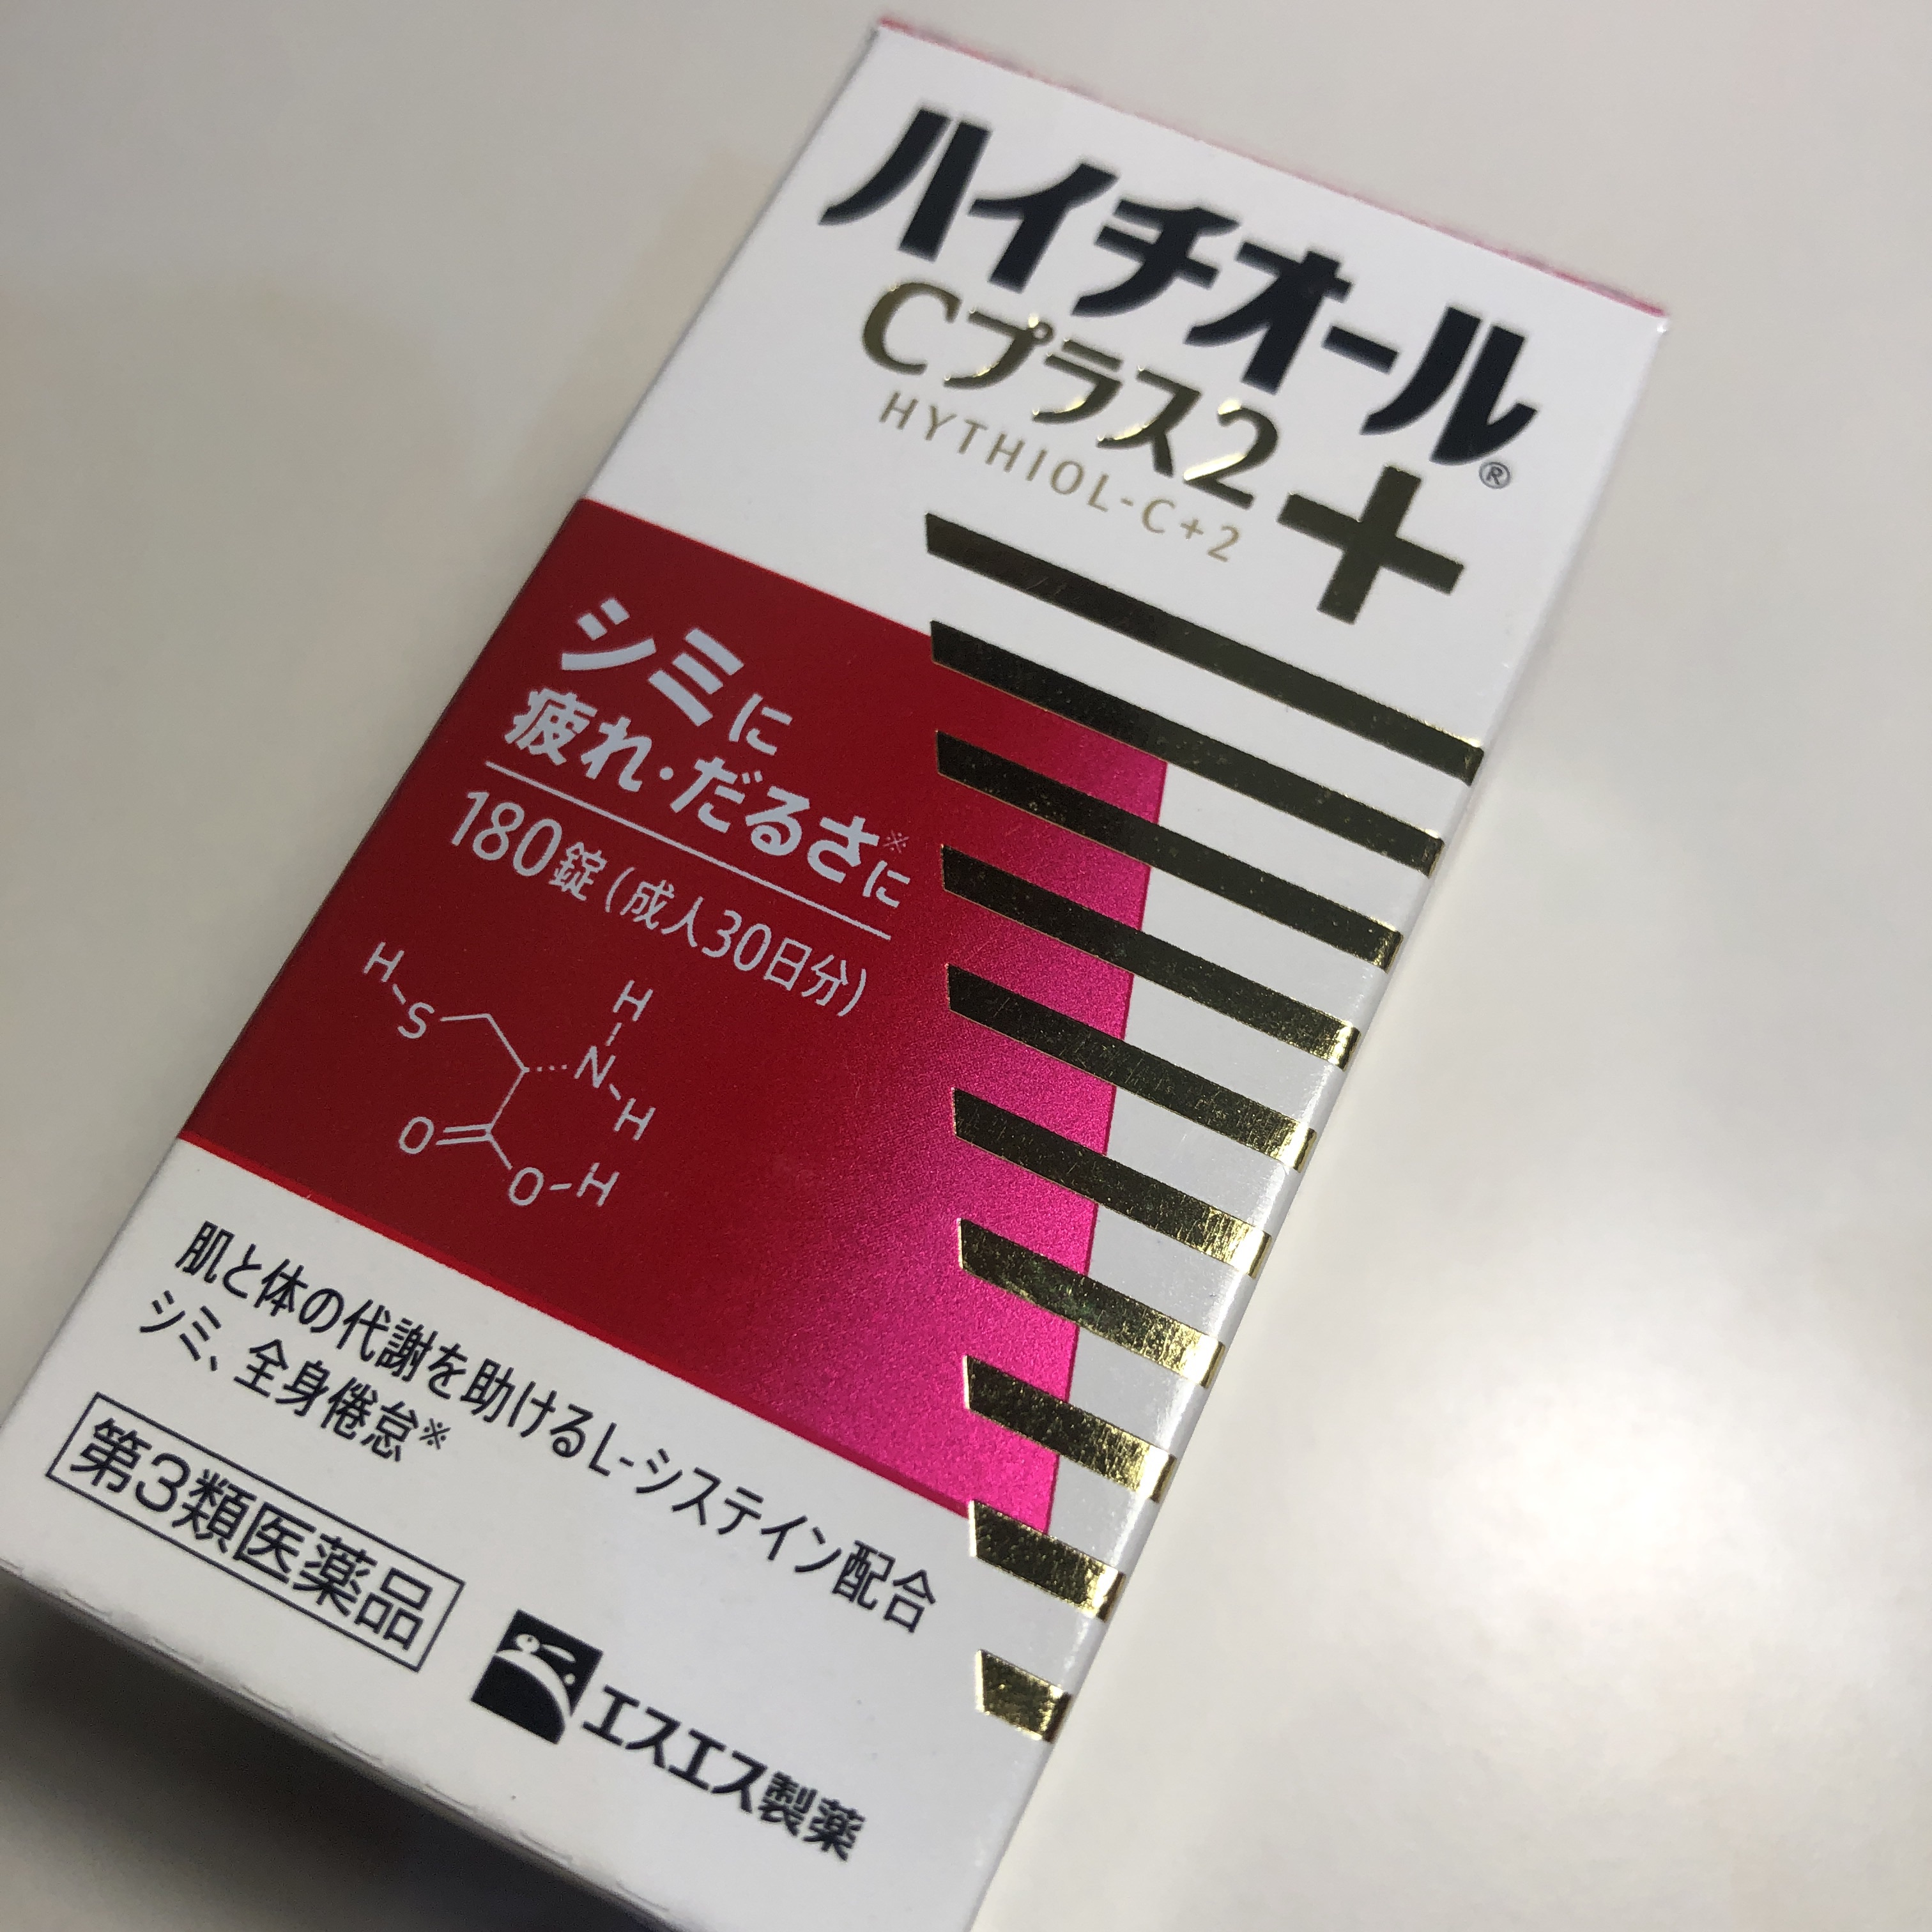 ハイチオール®
Cプラス2+
HYTHIOL-C+2
シミに
疲れ・だるさ※に
180錠(成人30日分)
H
S
H
N
H
O
O-H
肌と体の代謝を助けるL-システイン配合
シミ、全身倦怠※
第3類医薬品
エスエス製薬